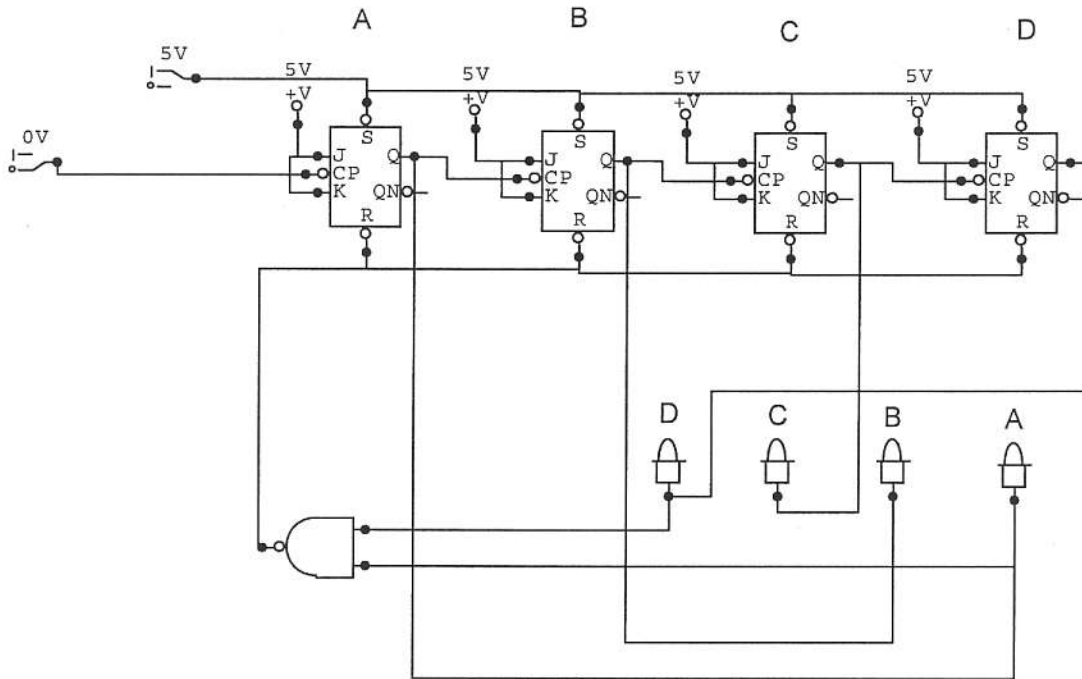 A B C D
5V 5V 5V 5V 5V
+V +V +V +V
0V
S S S S
J Q J Q J Q J Q
CP CP CP CP
K QN K QN K QN K QN
R R R R
D C B A